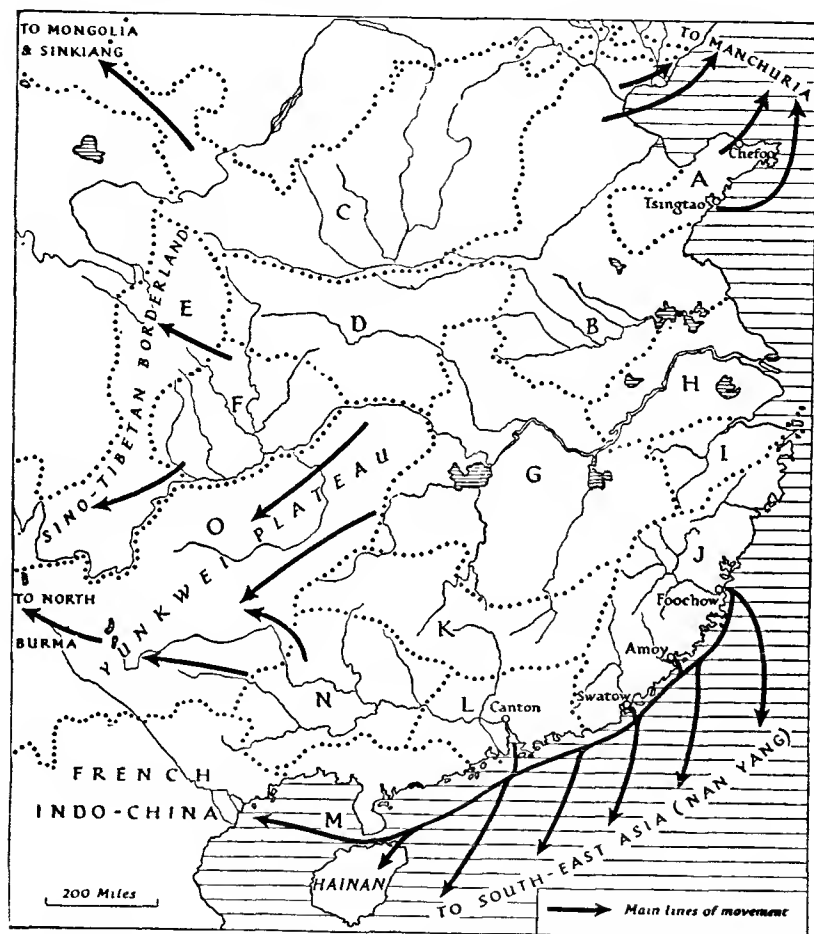 TO MONGOLIA
& SINKIANG
TO MANCHURIA
Chefoo
A
Tsingtao
C
E
D
B
SINO-TIBETAN BORDERLAND
F
H
I
G
O
YUNKWEI PLATEAU
J
TO NORTH
BURMA
Foochow
K
Amoy
N
L
Canton
Swatow
FRENCH
INDO-CHINA
M
HAINAN
TO SOUTH-EAST ASIA (NAN YANG)
200 Miles
Main lines of movement